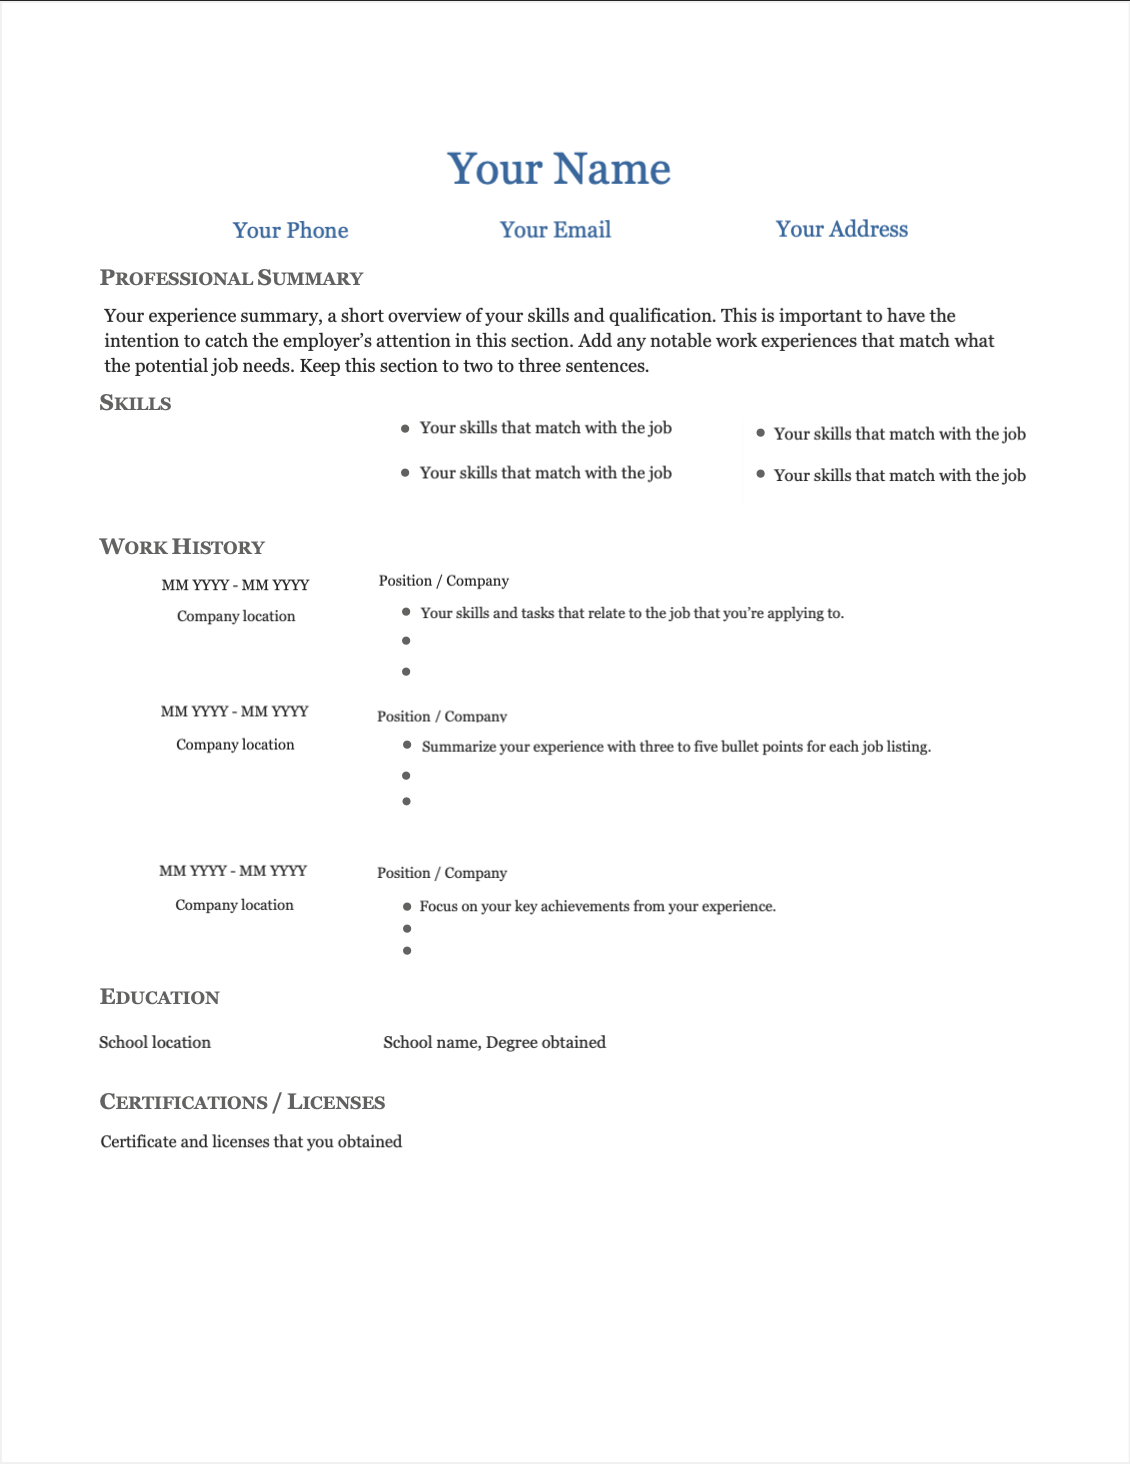 Your Name
Your Phone Your Email Your Address
PROFESSIONAL SUMMARY
Your experience summary, a short overview of your skills and qualification. This is important to have the
intention to catch the employer’s attention in this section. Add any notable work experiences that match what
the potential job needs. Keep this section to two to three sentences.
SKILLS
• Your skills that match with the job
• Your skills that match with the job
• Your skills that match with the job
• Your skills that match with the job
WORK HISTORY
MM YYYY - MM YYYY
Company location
Position / Company
• Your skills and tasks that relate to the job that you’re applying to.
•
•
MM YYYY - MM YYYY
Company location
Position / Company
• Summarize your experience with three to five bullet points for each job listing.
•
•
MM YYYY - MM YYYY
Company location
Position / Company
• Focus on your key achievements from your experience.
•
•
EDUCATION
School location
School name, Degree obtained
CERTIFICATIONS / LICENSES
Certificate and licenses that you obtained